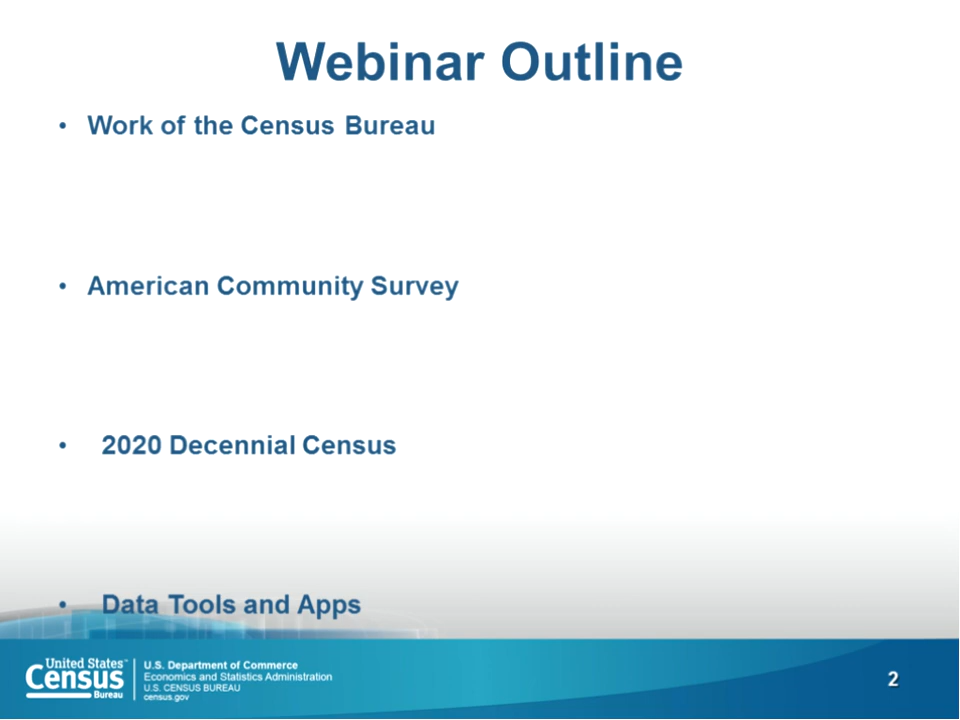 Webinar Outline
• Work of the Census Bureau
• American Community Survey
• 2020 Decennial Census
• Data Tools and Apps
United States™
Census
Bureau
U.S. Department of Commerce
Economics and Statistics Administration
U.S. CENSUS BUREAU
census.gov
2